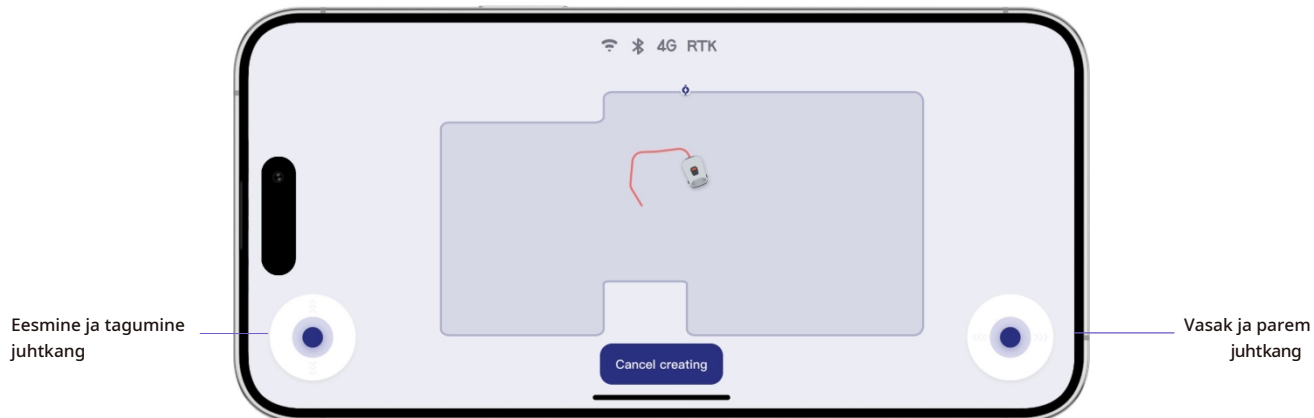 4G RTK
Eesmine ja tagumine
juhtkang
Vasak ja parem
juhtkang
Cancel creating